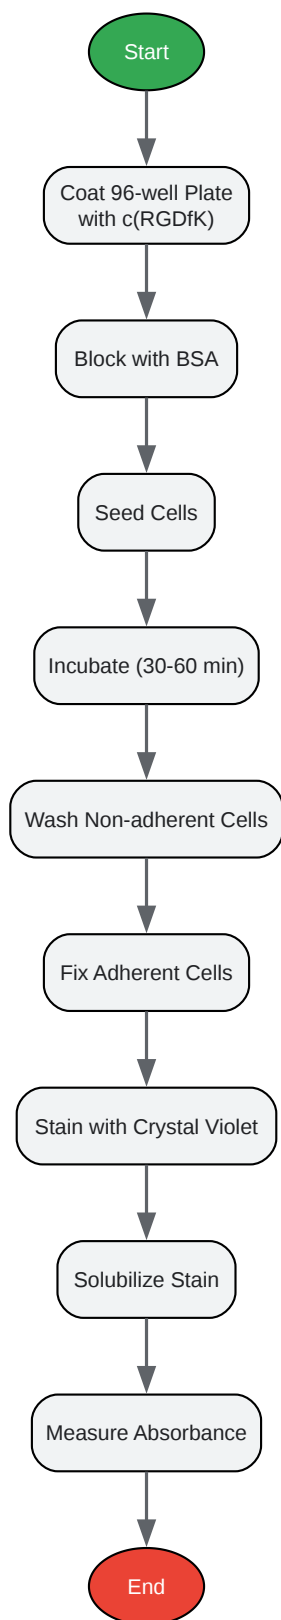 Start
Coat 96-well Plate
with c(RGDfK)
Block with BSA
Seed Cells
Incubate (30-60 min)
Wash Non-adherent Cells
Fix Adherent Cells
Stain with Crystal Violet
Solubilize Stain
Measure Absorbance
End